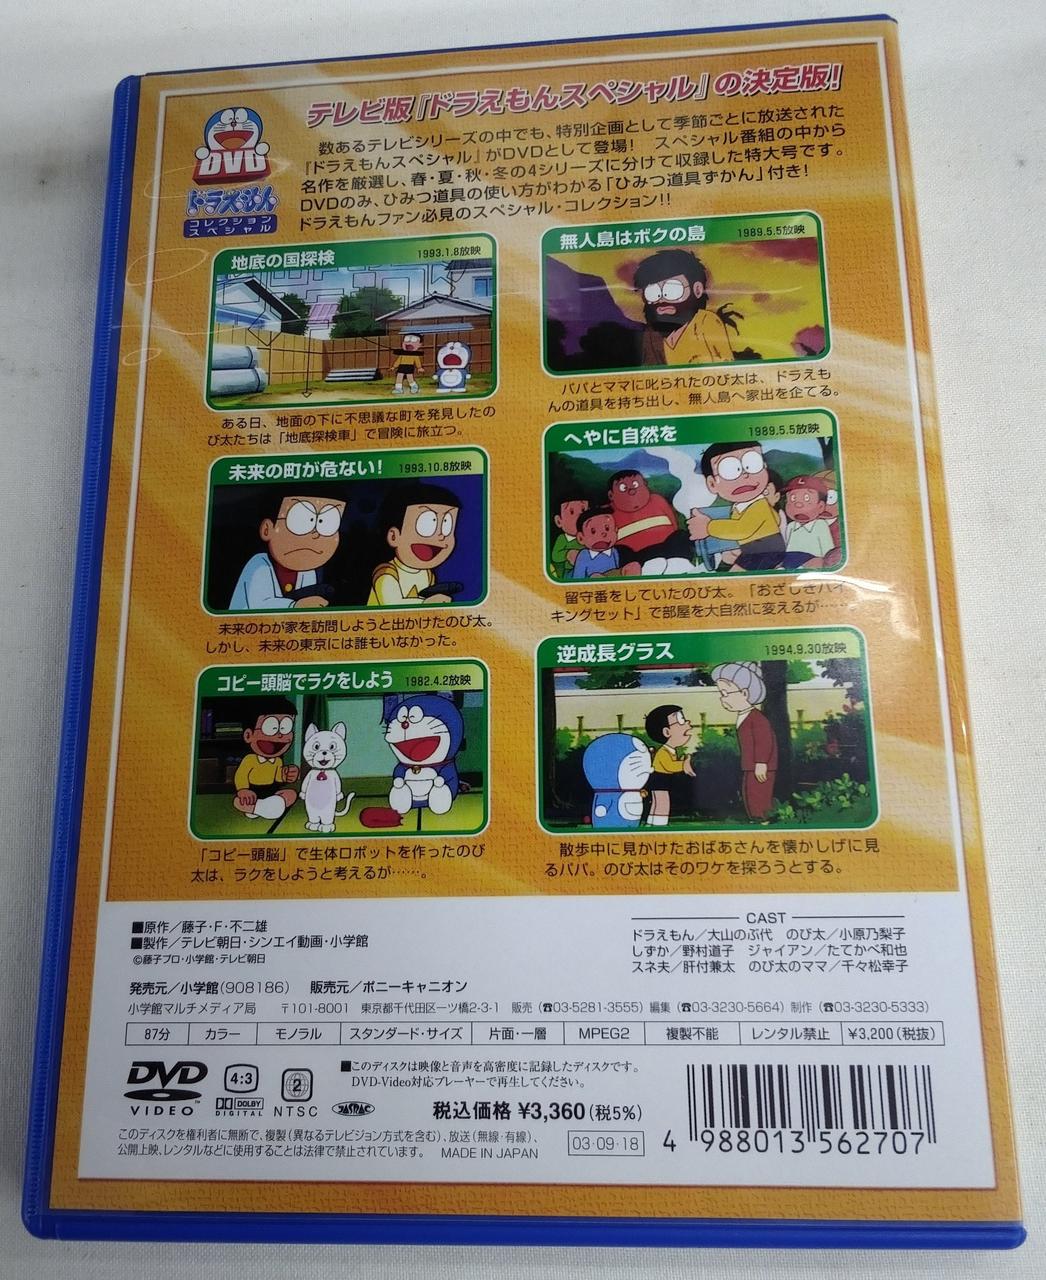 テレビ版『ドラえもんスペシャル』の決定版!
数あるテレビシリーズの中でも、特別企画として季節ごとに放送された
『ドラえもんスペシャル』がDVDとして登場! スペシャル番組の中から
名作を厳選し、春・夏・秋・冬の4シリーズに分けて収録した特大号です。
DVDのみ、ひみつ道具の使い方がわかる「ひみつ道具ずかん」付き!
ドラえもんファン必見のスペシャル・コレクション!!
DVD
ドラえもん
コレクション
スペシャル
地底の国探検 1993.1.8放映
ある日、地面の下に不思議な町を発見したの
び太たちは「地底探検車」で冒険に旅立つ。
無人島はボクの島 1989.5.5放映
パパとママに叱られたのび太は、ドラえも
んの道具を持ち出し、無人島へ家出を企てる。
未来の町が危ない! 1993.10.8放映
未来のわが家を訪問しようと出かけたのび太。
しかし、未来の東京には誰もいなかった。
へやに自然を 1989.5.5放映
留守番をしていたのび太。「おざしきハイ
キングセット」で部屋を大自然に変えるが……
コピー頭脳でラクをしよう 1982.4.2放映
「コピー頭脳」で生体ロボットを作ったのび
太は、ラクをしようと考えるが……。
逆成長グラス 1994.9.30放映
散歩中に見かけたおばあさんを懐かしげに見
るパパ。のび太はそのワケを探ろうとする。
■原作／藤子・F・不二雄
■製作／テレビ朝日・シンエイ動画・小学館
©藤子プロ・小学館・テレビ朝日
CAST
ドラえもん／大山のぶ代 のび太／小原乃梨子
しずか／野村道子 ジャイアン／たてかべ和也
スネ夫／肝付兼太 のび太のママ／千々松幸子
発売元／小学館(908186) 販売元／ポニーキャニオン
小学館マルチメディア局 〒101-8001 東京都千代田区一ツ橋2-3-1 販売(☎03-5281-3555) 編集(☎03-3230-5664) 制作(☎03-3230-5333)
87分 カラー モノラル スタンダード・サイズ 片面・一層 MPEG2 複製不能 レンタル禁止 ¥3,200(税抜)
DVD
VIDEO
4:3
DOLBY
DIGITAL
2
NTSC
JASRAC
■このディスクは映像と音声を高密度に記録したディスクです。
DVD-Video対応プレーヤーで再生してください。
税込価格 ¥3,360(税5%)
このディスクを権利者に無断で、複製(異なるテレビジョン方式を含む)、放送(無線・有線)、
公開上映、レンタルなどに使用することは法律で禁止されています。 MADE IN JAPAN
03・09・18
4 988013 562707